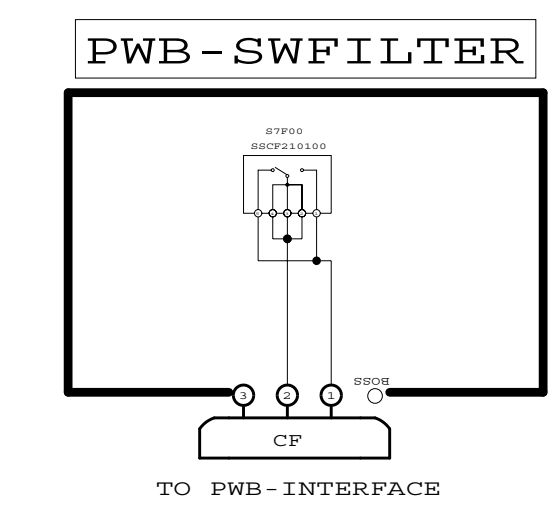 PWB-SWFILTER
S7F00
SSCF210100
3 2 1 BOSS
CF
TO PWB-INTERFACE